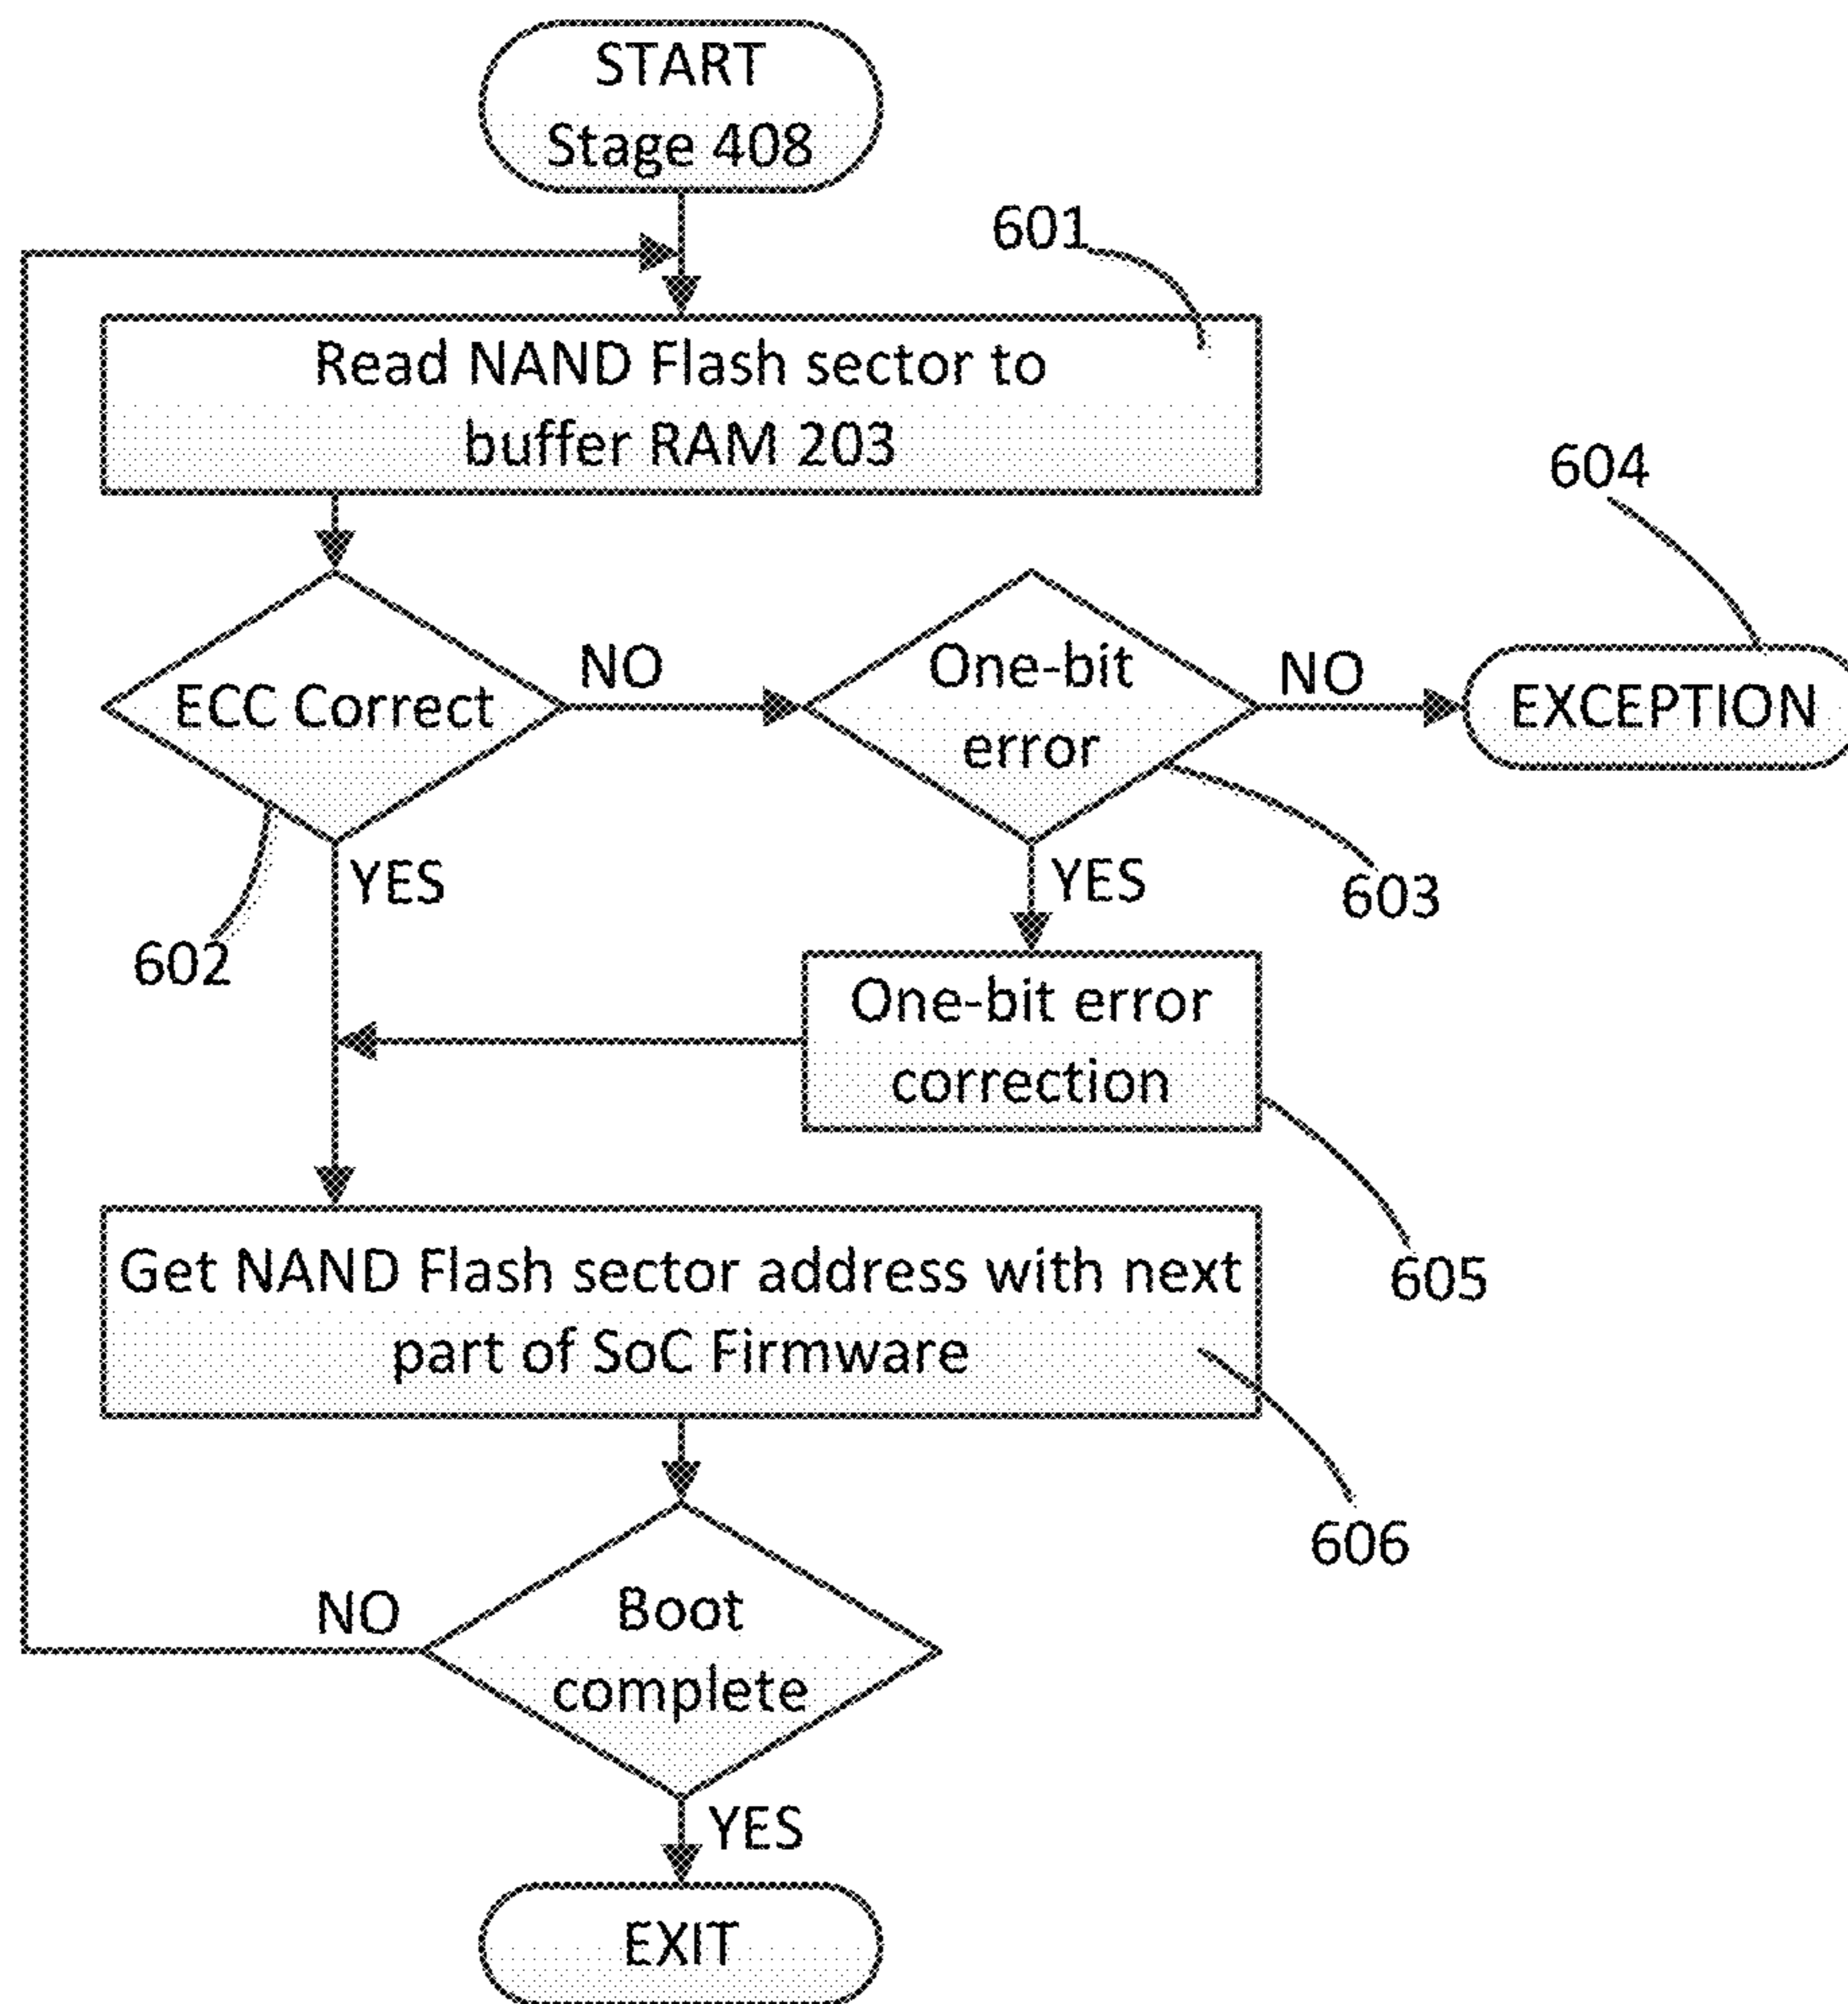 START
Stage 408
601
Read NAND Flash sector to
buffer RAM 203
604
ECC Correct
NO
One-bit
error
NO
EXCEPTION
YES
YES
603
602
One-bit error
correction
605
Get NAND Flash sector address with next
part of SoC Firmware
606
NO
Boot
complete
YES
EXIT